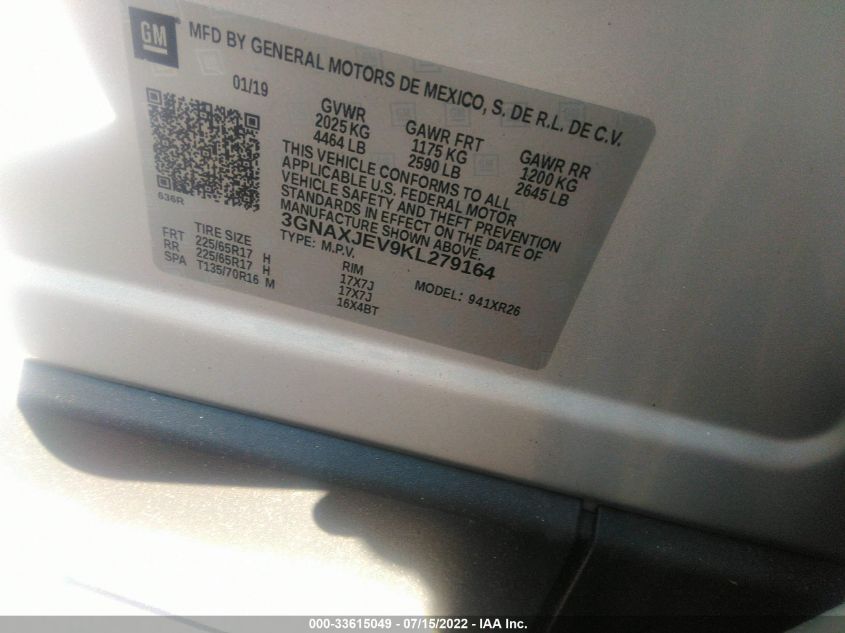 GM
MFD BY GENERAL MOTORS DE MEXICO, S. DE R.L. DE C.V.
01/19
GVWR
2025 KG
4464 LB
GAWR FRT
1175 KG
2590 LB
GAWR RR
1200 KG
2645 LB
THIS VEHICLE CONFORMS TO ALL
APPLICABLE U.S. FEDERAL MOTOR
VEHICLE SAFETY AND THEFT PREVENTION
STANDARDS IN EFFECT ON THE DATE OF
MANUFACTURE SHOWN ABOVE.
3GNAXJEV9KL279164
TYPE: M.P.V.
MODEL: 941XR26
636R
TIRE SIZE RIM
FRT 225/65R17 H 17X7J
RR 225/65R17 H 17X7J
SPA T135/70R16 M 16X4BT
000-33615049 - 07/15/2022 - IAA Inc.